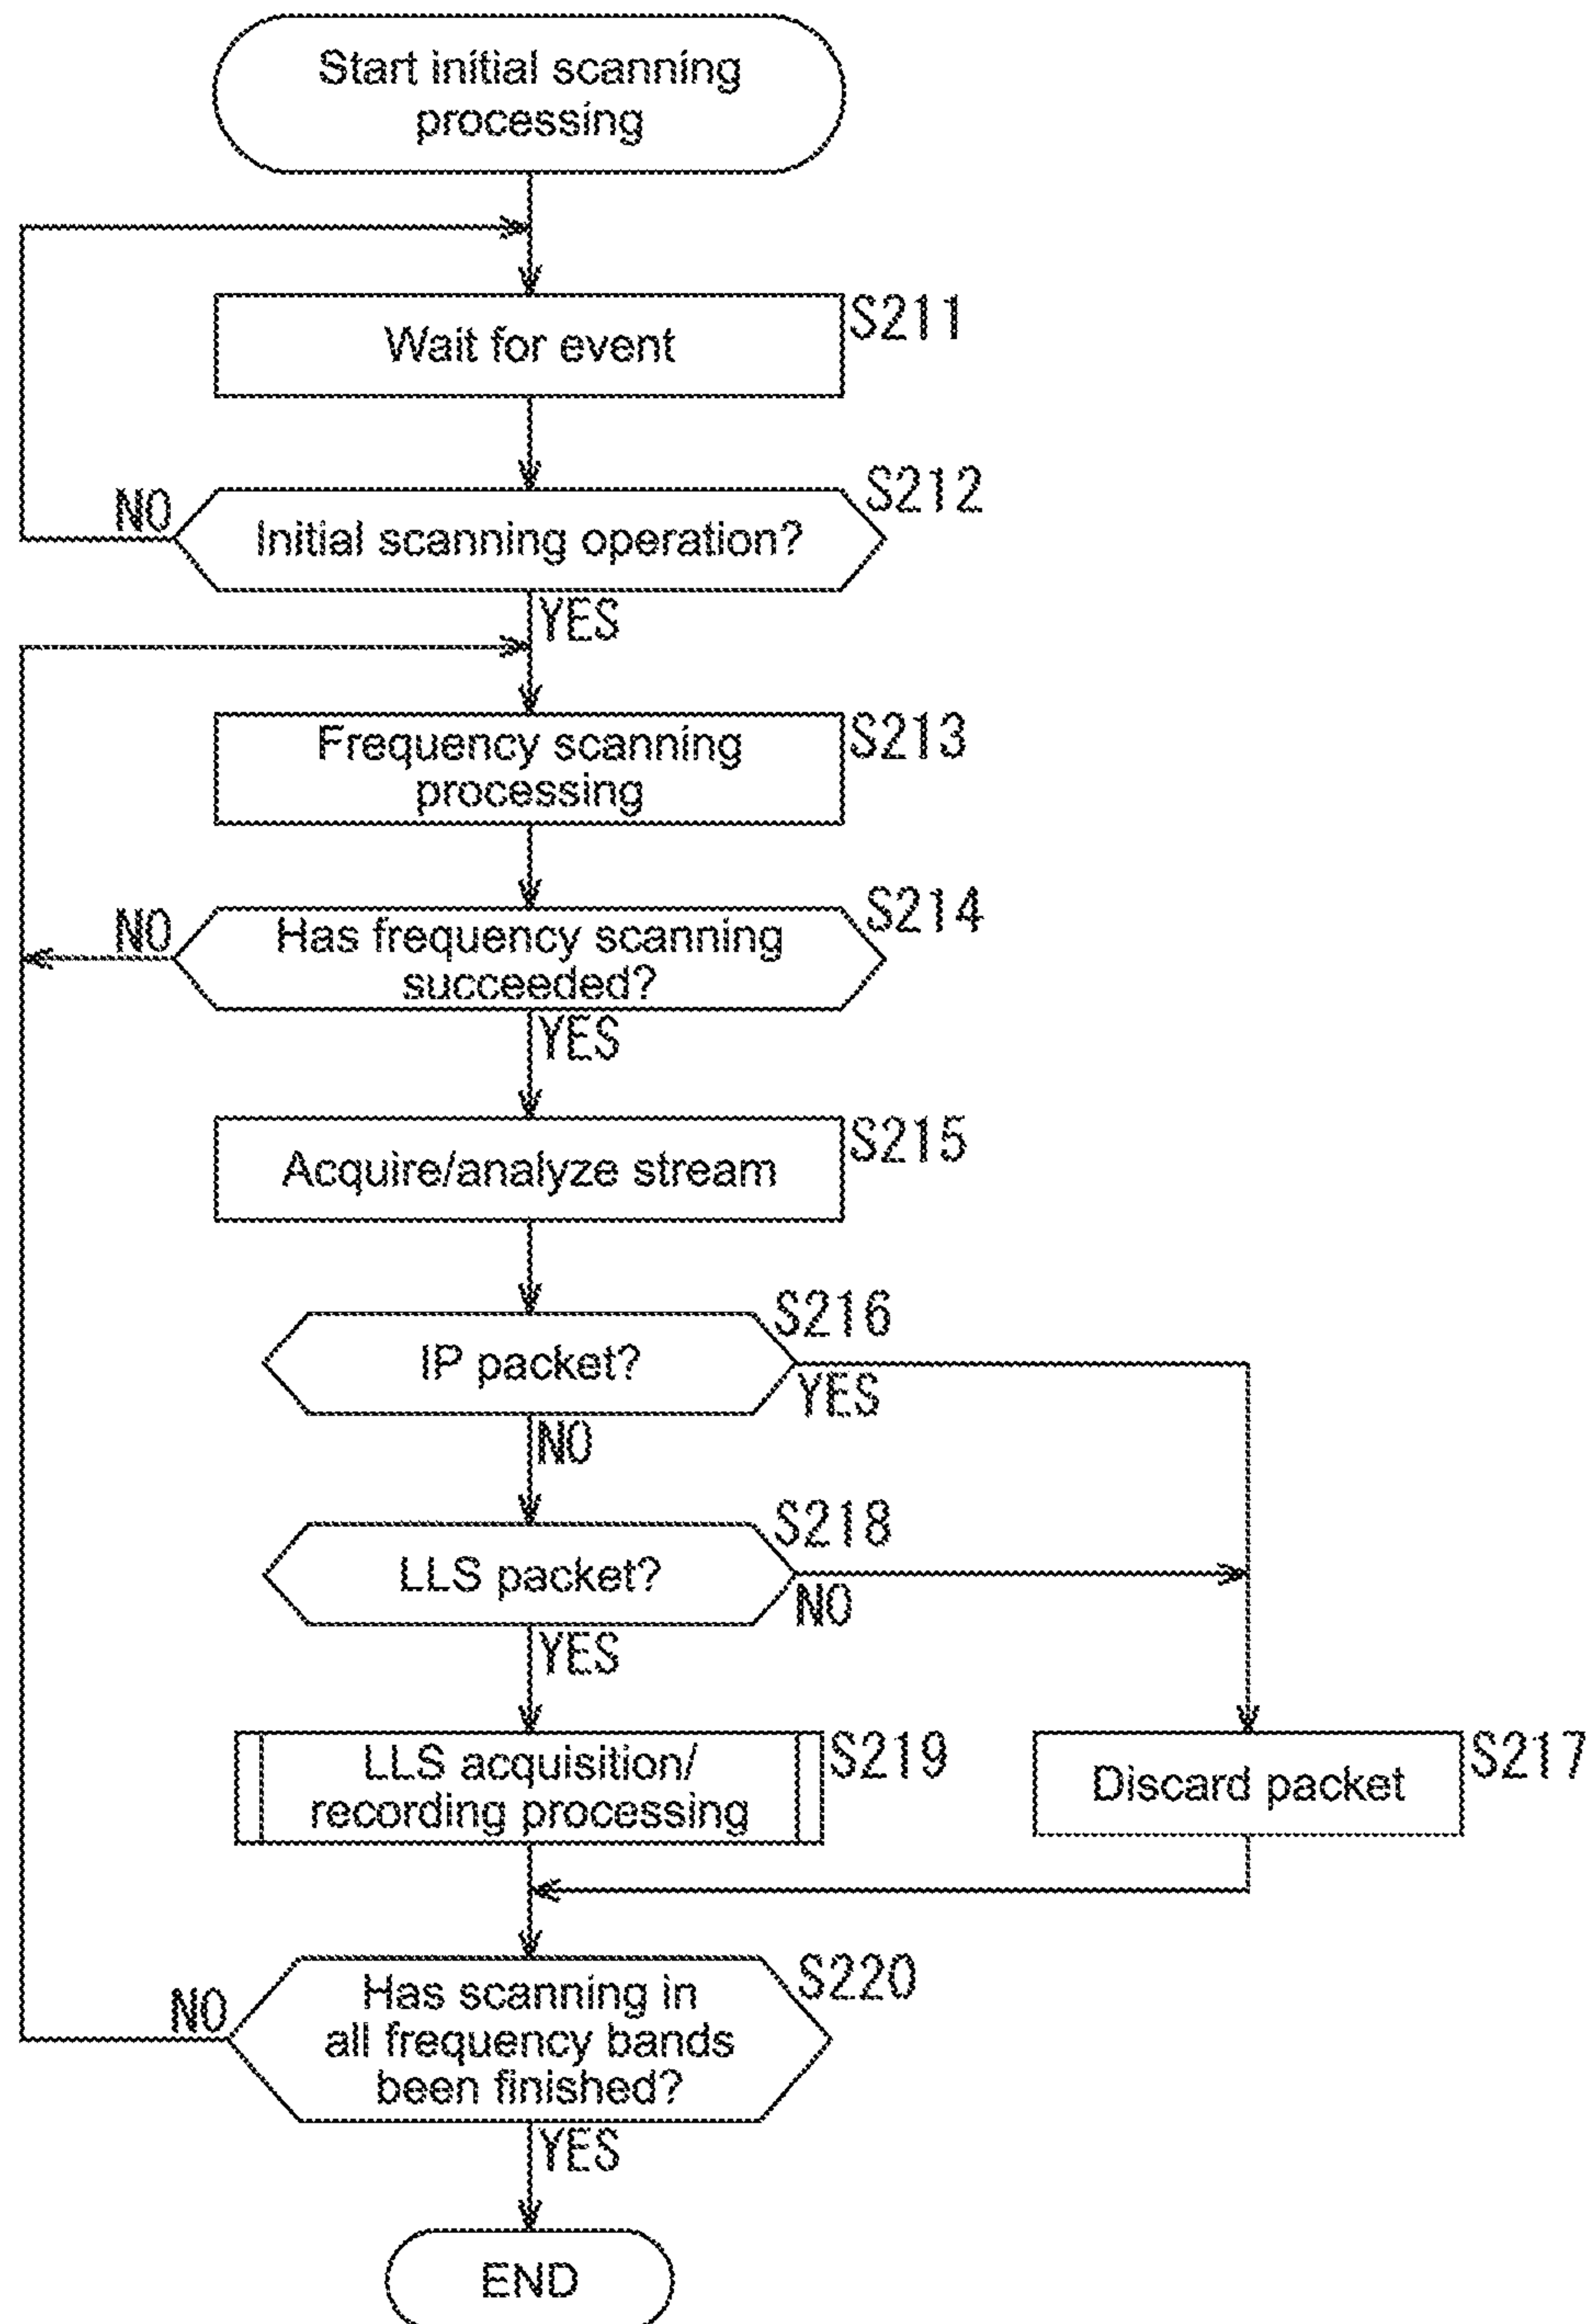 Start initial scanning
processing
Wait for event
S211
Initial scanning operation?
S212
NO
YES
Frequency scanning
processing
S213
Has frequency scanning
succeeded?
S214
NO
YES
Acquire/analyze stream
S215
IP packet?
S216
YES
NO
LLS packet?
S218
NO
YES
LLS acquisition/
recording processing
S219
Discard packet
S217
Has scanning in
all frequency bands
been finished?
S220
NO
YES
END